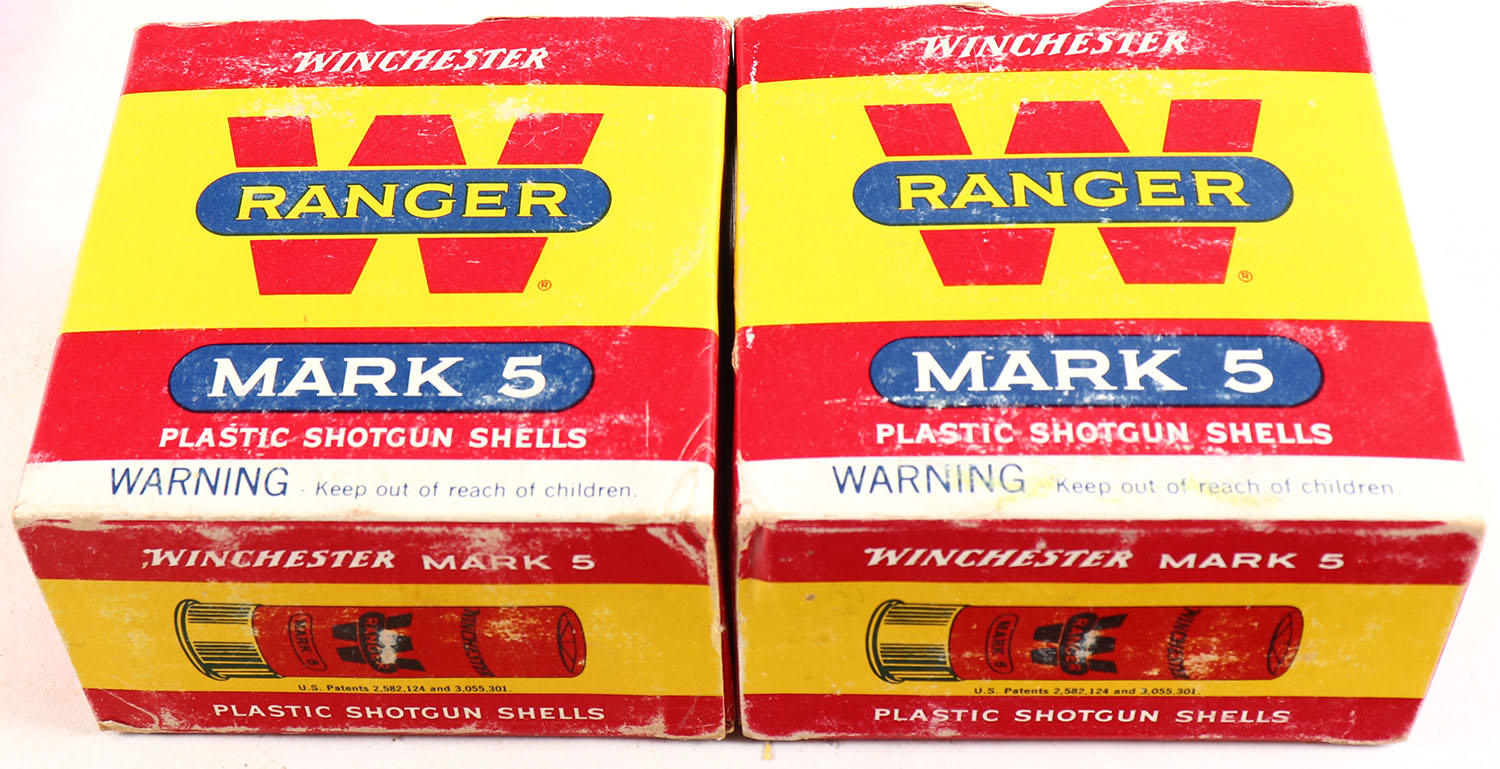 WINCHESTER
RANGER
®
MARK 5
PLASTIC SHOTGUN SHELLS
WARNING - Keep out of reach of children.
WINCHESTER MARK 5
MARK 5
RANGER
WINCHESTER
U.S. Patents 2,582,124 and 3,055,301.
PLASTIC SHOTGUN SHELLS
WINCHESTER
RANGER
®
MARK 5
PLASTIC SHOTGUN SHELLS
WARNING - Keep out of reach of children.
WINCHESTER MARK 5
MARK 5
RANGER
WINCHESTER
U.S. Patents 2,582,124 and 3,055,301.
PLASTIC SHOTGUN SHELLS